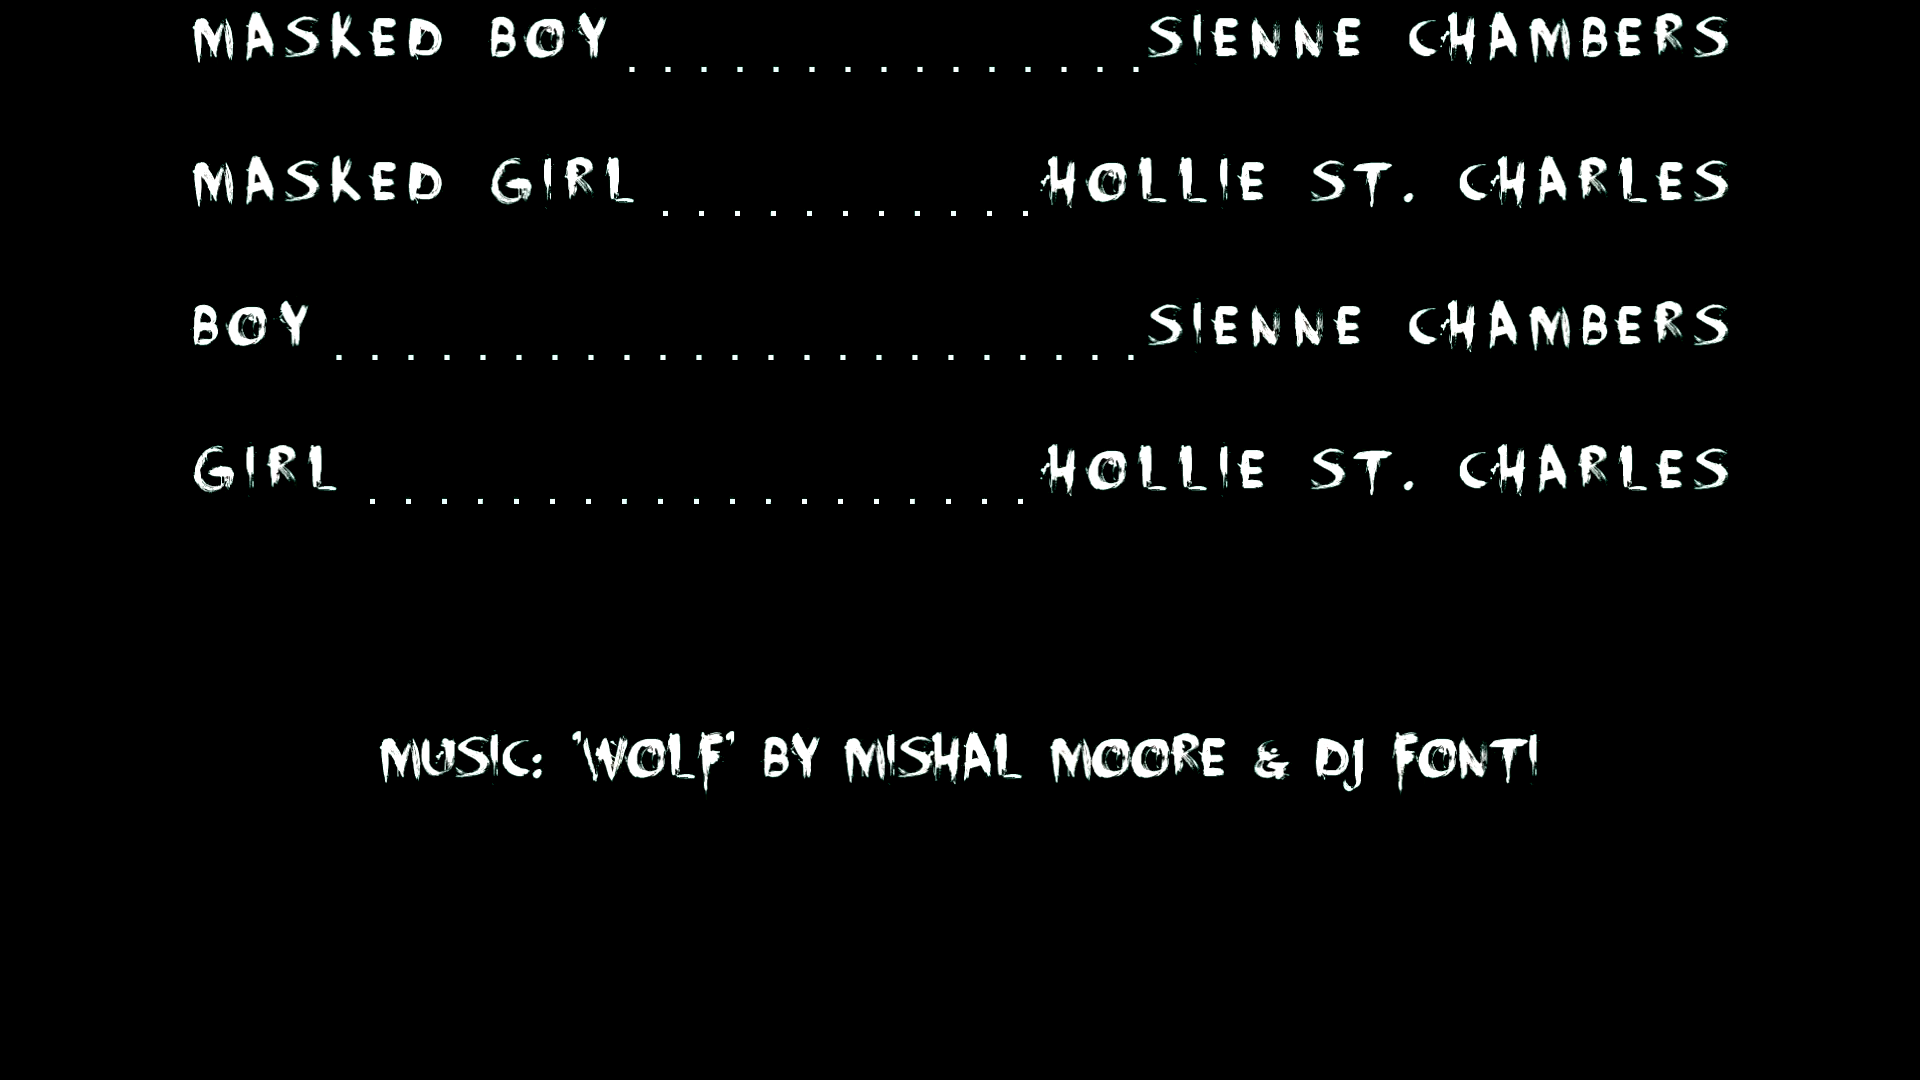 MASKED BOY . . . . . . . . . . . . . . . SIENNE CHAMBERS
MASKED GIRL . . . . . . . . . . . HOLLIE ST. CHARLES
BOY . . . . . . . . . . . . . . . . . . . . . . . SIENNE CHAMBERS
GIRL . . . . . . . . . . . . . . . . . . . HOLLIE ST. CHARLES
MUSIC: 'WOLF' BY MISHAL MOORE & DJ FONTI